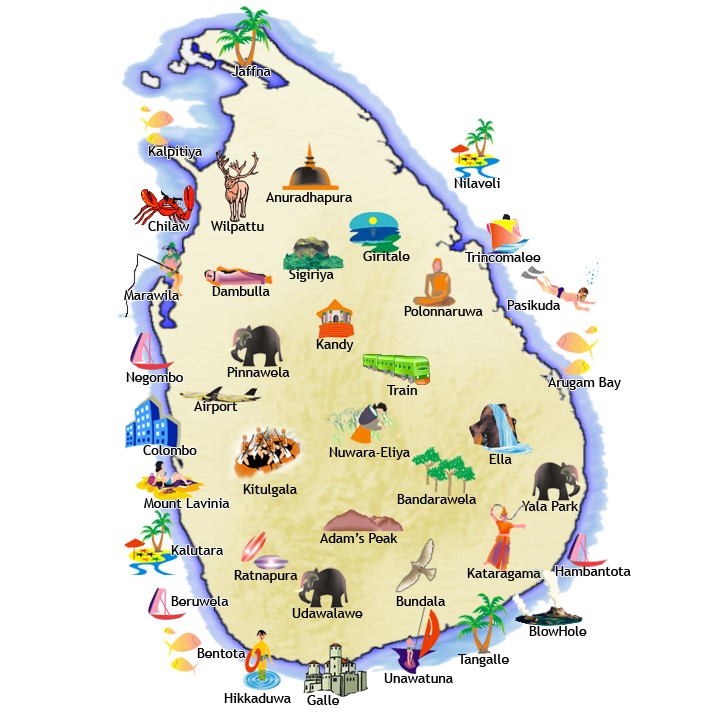 Jaffna
Kalpitiya
Nilaveli
Anuradhapura
Chilaw
Wilpattu
Giritale
Trincomalee
Sigiriya
Dambulla
Marawila
Pasikuda
Polonnaruwa
Kandy
Pinnawela
Negombo
Train
Arugam Bay
Airport
Colombo
Nuwara-Eliya
Ella
Kitulgala
Bandarawela
Mount Lavinia
Yala Park
Adam's Peak
Kalutara
Ratnapura
Kataragama
Hambantota
Beruwela
Udawalawe
Bundala
BlowHole
Bentota
Tangalle
Unawatuna
Hikkaduwa
Galle